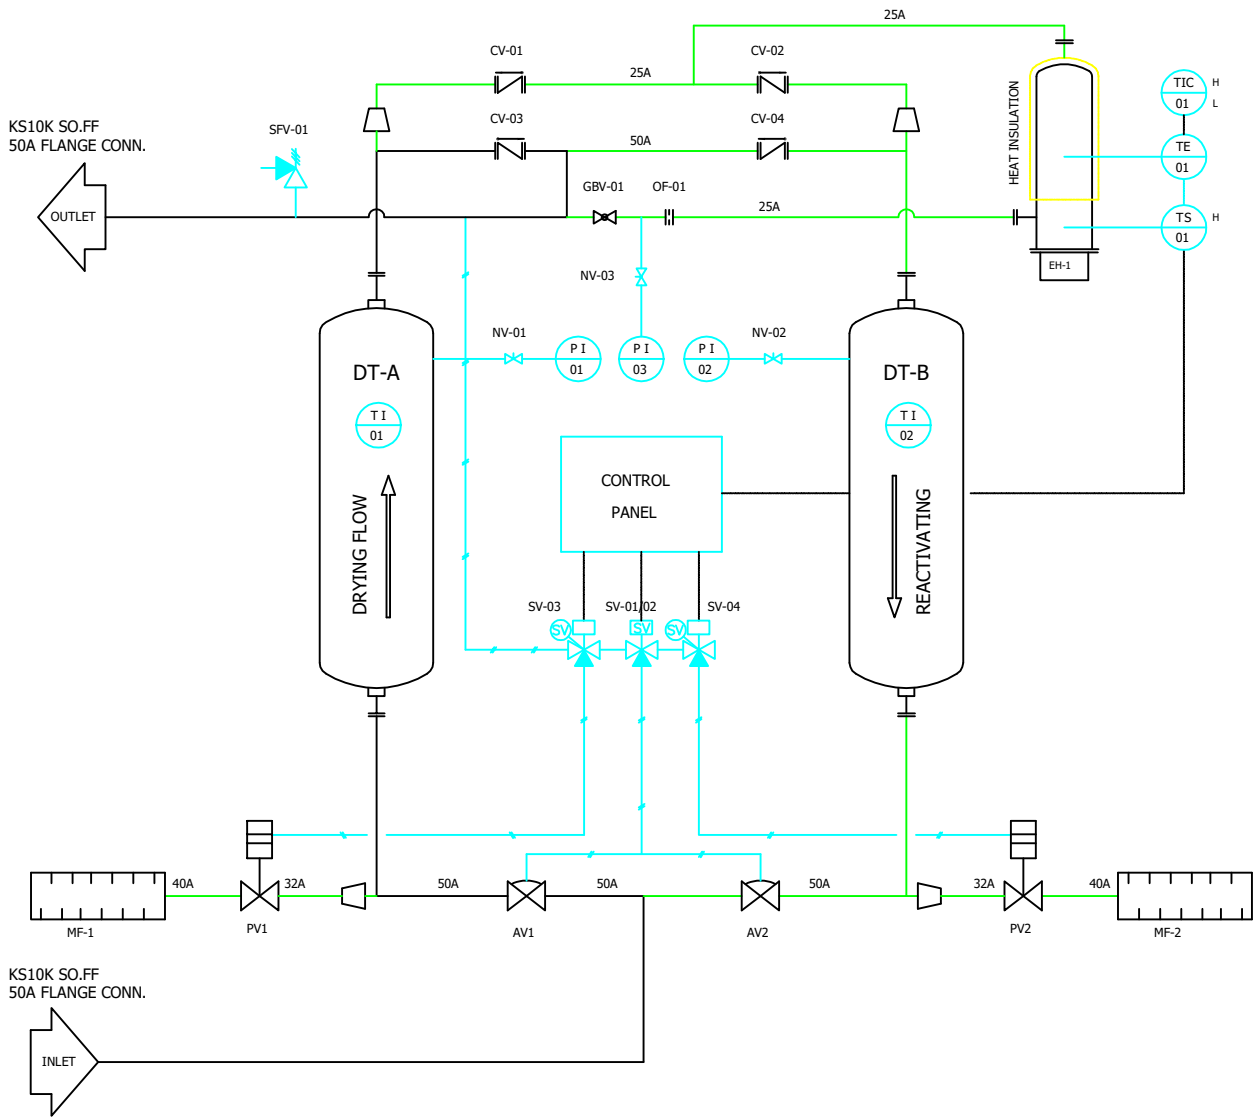 25A
CV-01
CV-02
25A
TIC
01
H
L
KS10K SO.FF
50A FLANGE CONN.
SFV-01
CV-03
CV-04
50A
HEAT INSULATION
TE
01
GBV-01
OF-01
25A
OUTLET
TS
01
H
EH-1
NV-03
NV-01
P I
01
P I
03
P I
02
NV-02
DT-A
DT-B
T I
01
T I
02
CONTROL
PANEL
DRYING FLOW
REACTIVATING
SV-03
SV-01/02
SV-04
SV
SV
SV
40A
32A
50A
50A
50A
32A
40A
MF-1
PV1
AV1
AV2
PV2
MF-2
KS10K SO.FF
50A FLANGE CONN.
INLET